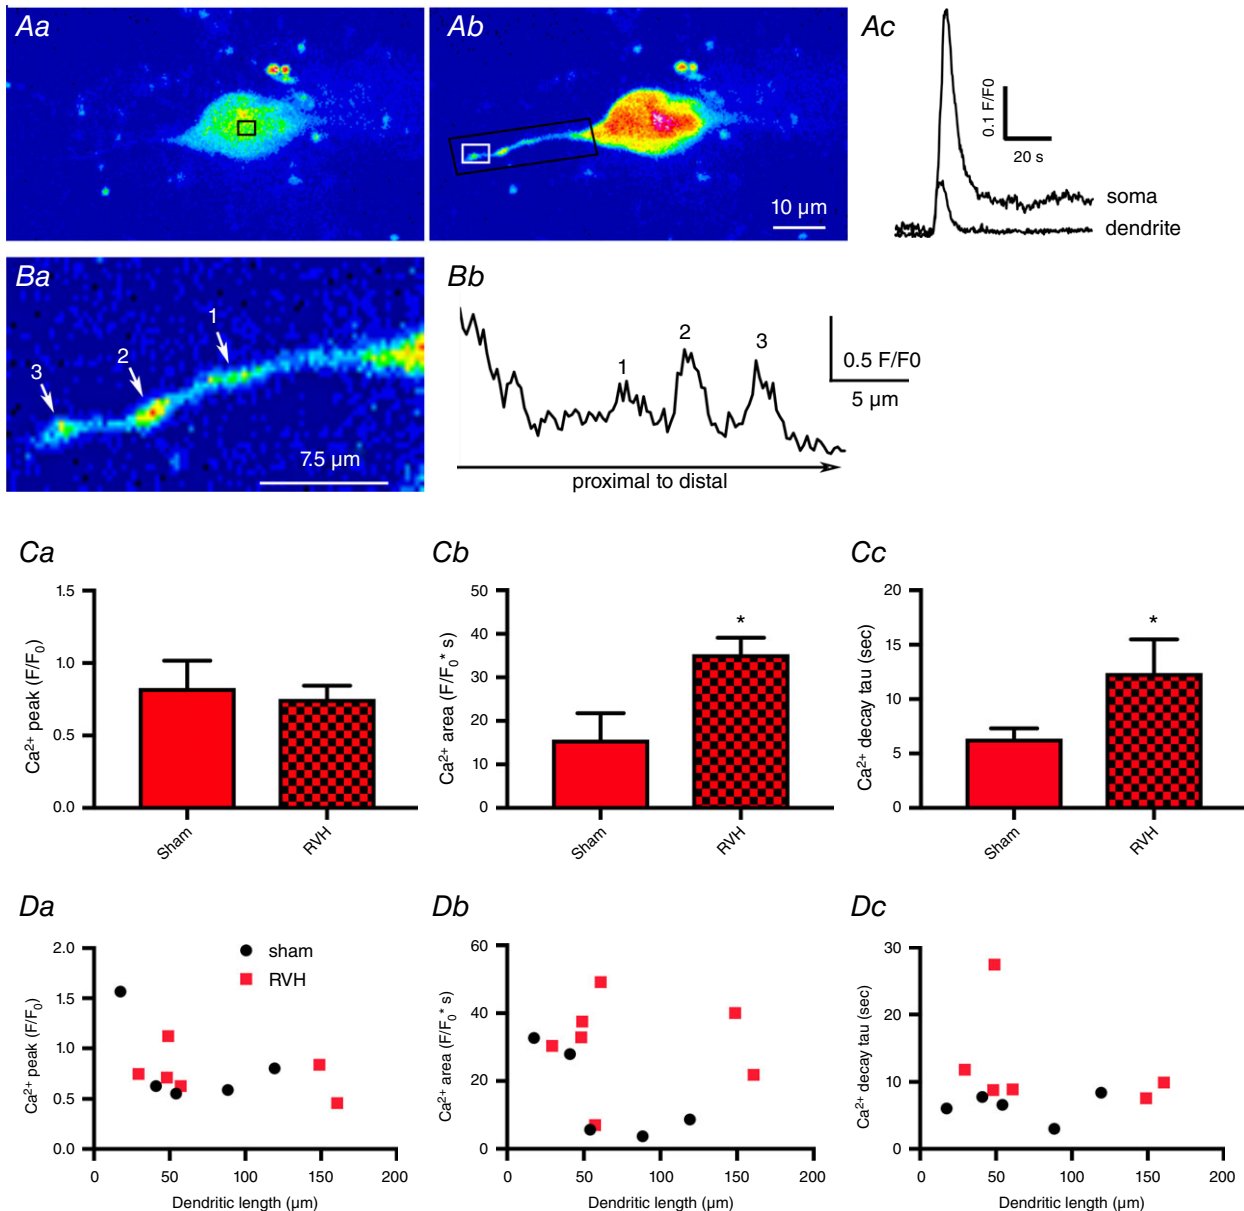 Aa
Ab
Ac
0.1 F/F0
20 s
soma
dendrite
10 µm
Ba
Bb
1
2
3
7.5 µm
1
2
3
0.5 F/F0
5 µm
proximal to distal
Ca
Ca²⁺ peak (F/F₀)
1.5
1.0
0.5
0.0
Sham
RVH
Cb
Ca²⁺ area (F/F₀* s)
50
40
30
20
10
0
*
Sham
RVH
Cc
Ca²⁺ decay tau (sec)
20
15
10
5
0
*
Sham
RVH
Da
Ca²⁺ peak (F/F₀)
2.0
1.5
1.0
0.5
0.0
sham
RVH
0 50 100 150 200
Dendritic length (µm)
Db
Ca²⁺ area (F/F₀* s)
60
40
20
0
0 50 100 150 200
Dendritic length (µm)
Dc
Ca²⁺ decay tau (sec)
30
20
10
0
0 50 100 150 200
Dendritic length (µm)